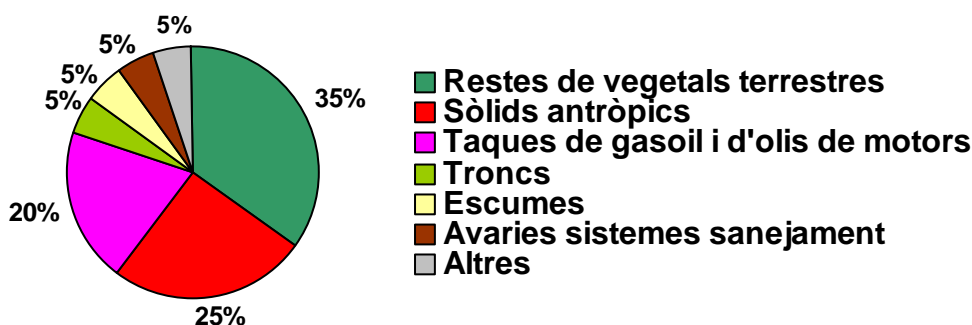 5%
5%
5%
5%
35%
20%
25%
Restes de vegetals terrestres
Sòlids antròpics
Taques de gasoil i d'olis de motors
Troncs
Escumes
Avaries sistemes sanejament
Altres